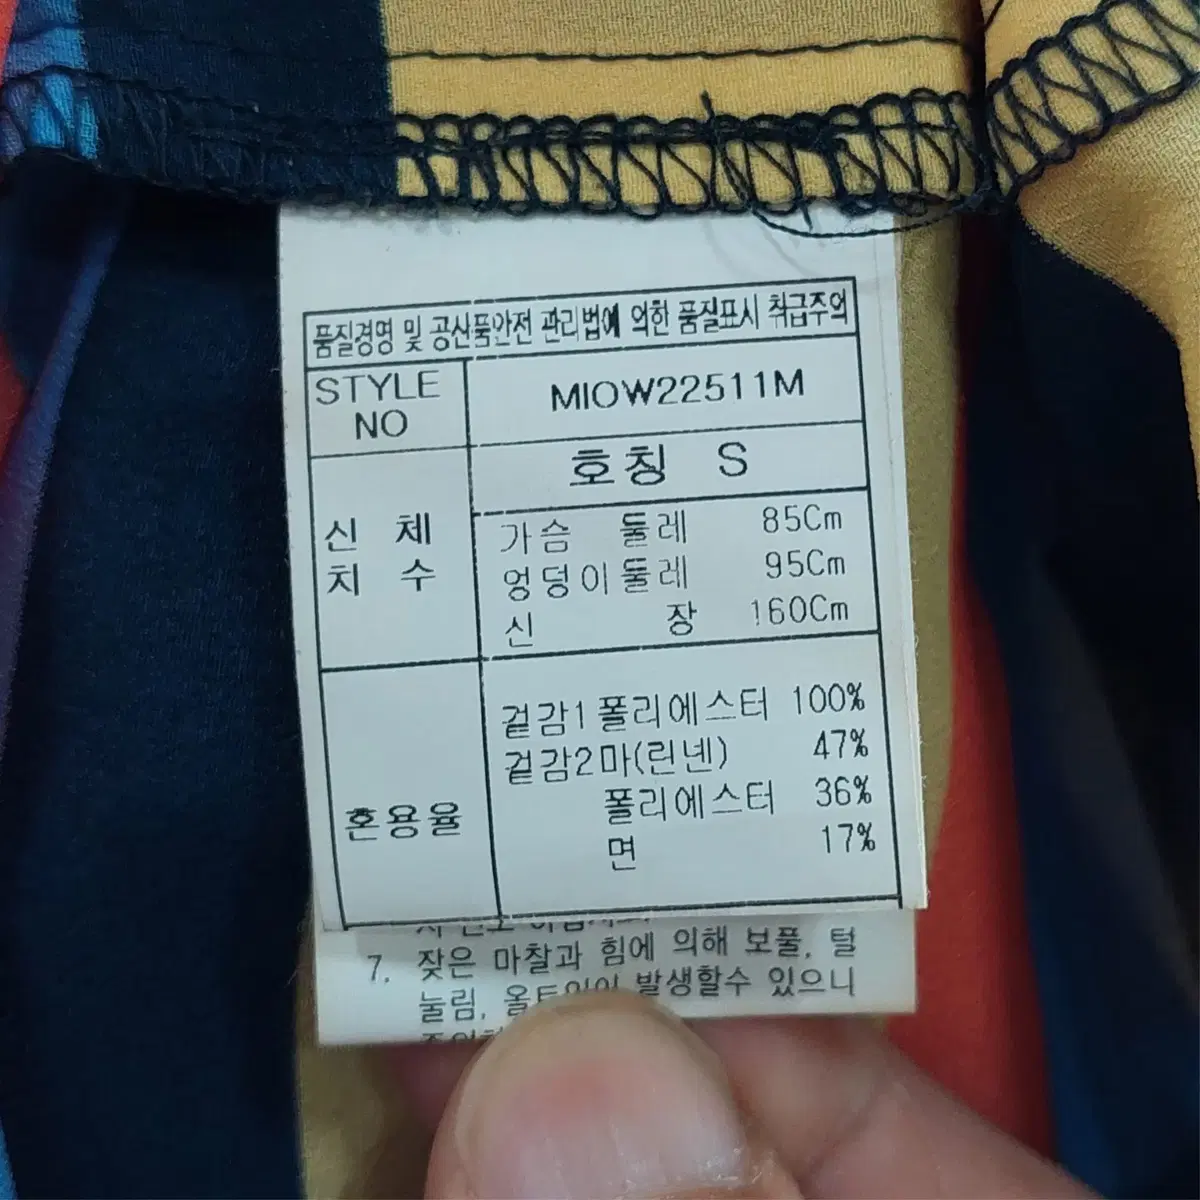 품질경명 및 공산품안전 관리법에 의한 품질표시 취급주의
STYLE NO MIOW22511M
호칭 S
신체 치수
가슴 둘레 85Cm
엉덩이둘레 95Cm
신 장 160Cm
혼용율
겉감1 폴리에스터 100%
겉감2마(린넨) 47%
폴리에스터 36%
면 17%
7. 잦은 마찰과 힘에 의해 보풀, 털
눌림, 발생할수 있으니